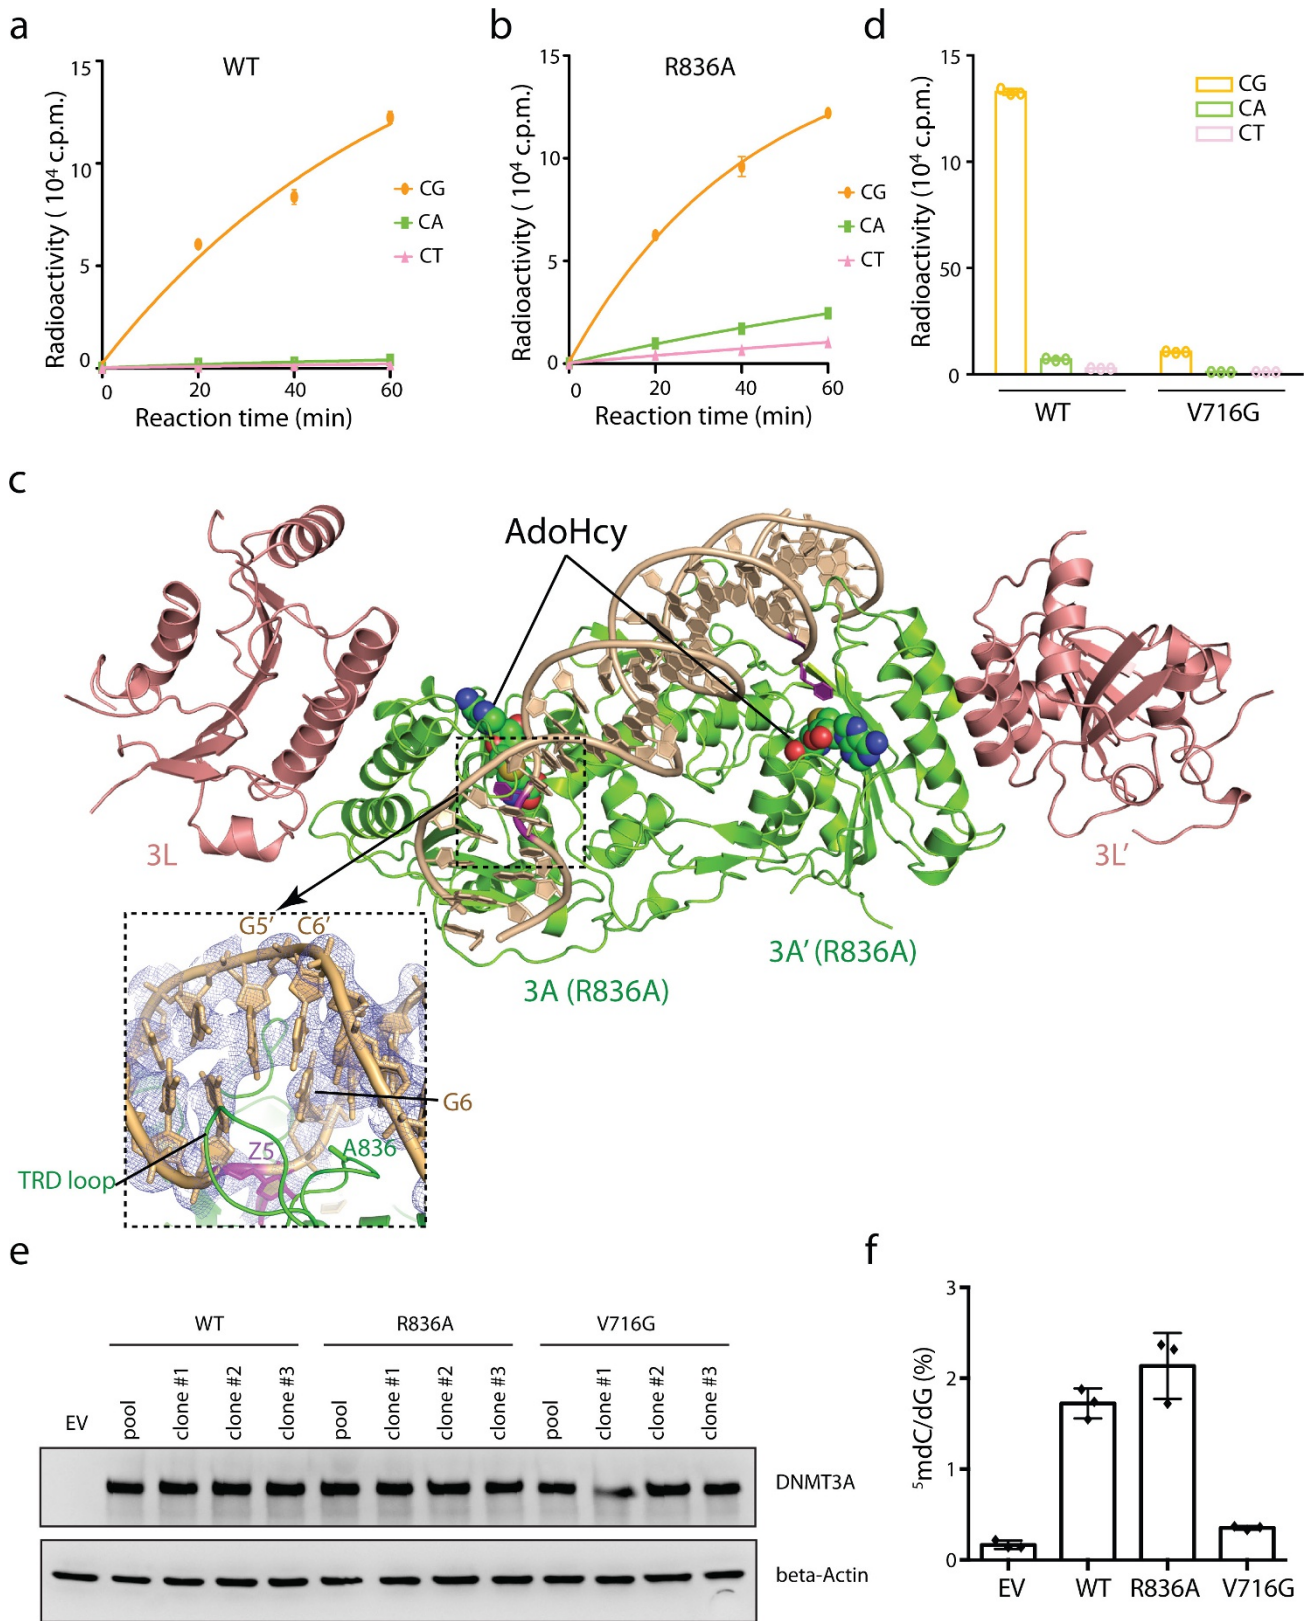 a
WT
Radioactivity ( 10⁴ c.p.m.)
15
10
5
0
0 20 40 60
Reaction time (min)
CG
CA
CT
b
R836A
Radioactivity ( 10⁴ c.p.m.)
15
10
5
0
0 20 40 60
Reaction time (min)
CG
CA
CT
d
Radioactivity (10⁴ c.p.m.)
15
10
50
0
WT V716G
CG
CA
CT
c
AdoHcy
3L
3L′
3A (R836A)
3A′ (R836A)
G5′ C6′
G6
Z5
A836
TRD loop
e
WT R836A V716G
EV pool clone #1 clone #2 clone #3 pool clone #1 clone #2 clone #3 pool clone #1 clone #2 clone #3
DNMT3A
beta-Actin
f
⁵mdC/dG (%)
3
2
1
0
EV WT R836A V716G